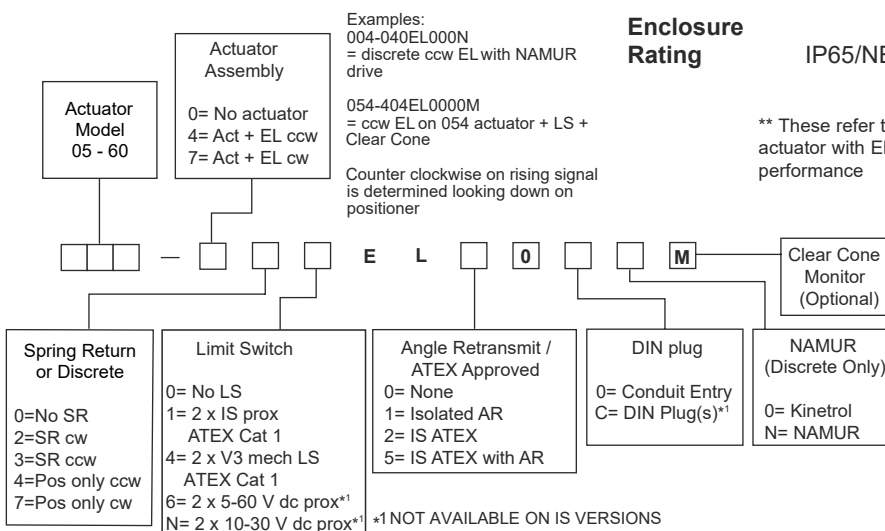 Examples:
004-040EL000N
= discrete ccw EL with NAMUR
drive
054-404EL0000M
= ccw EL on 054 actuator + LS +
Clear Cone
Counter clockwise on rising signal
is determined looking down on
positioner
Enclosure
Rating
IP65/NE
** These refer t
actuator with El
performance
Actuator
Model
05 - 60
Actuator
Assembly
0= No actuator
4= Act + EL ccw
7= Act + EL cw
— E L 0 M
Clear Cone
Monitor
(Optional)
Spring Return
or Discrete
0=No SR
2=SR cw
3=SR ccw
4=Pos only ccw
7=Pos only cw
Limit Switch
0= No LS
1= 2 x IS prox
ATEX Cat 1
4= 2 x V3 mech LS
ATEX Cat 1
6= 2 x 5-60 V dc prox*1
N= 2 x 10-30 V dc prox*1
Angle Retransmit /
ATEX Approved
0= None
1= Isolated AR
2= IS ATEX
5= IS ATEX with AR
DIN plug
0= Conduit Entry
C= DIN Plug(s)*1
NAMUR
(Discrete Only)
0= Kinetrol
N= NAMUR
*1 NOT AVAILABLE ON IS VERSIONS